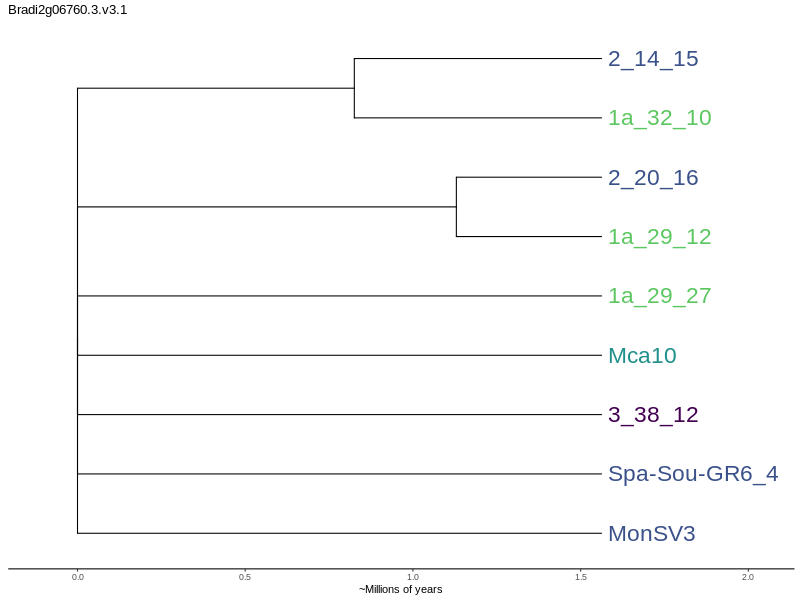 Bradi2g06760.3.v3.1
2_14_15
1a_32_10
2_20_16
1a_29_12
1a_29_27
Mca10
3_38_12
Spa-Sou-GR6_4
MonSV3
0.0 0.5 1.0 1.5 2.0
~Millions of years